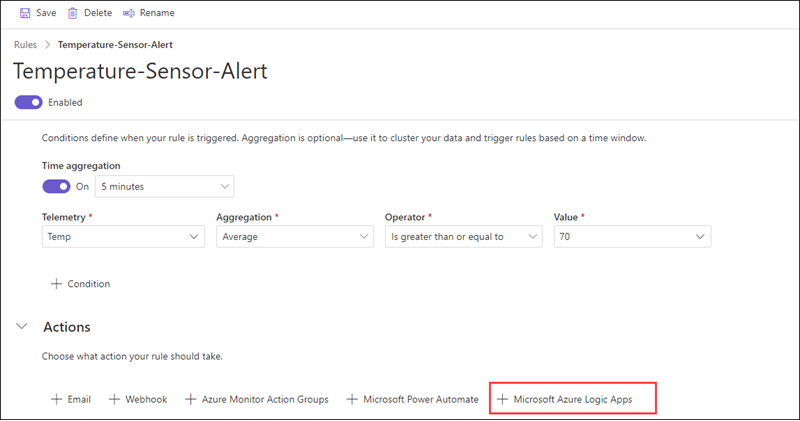 Save Delete Rename
Rules > Temperature-Sensor-Alert
Temperature-Sensor-Alert
Enabled
Conditions define when your rule is triggered. Aggregation is optional—use it to cluster your data and trigger rules based on a time window.
Time aggregation
On 5 minutes
Telemetry * Aggregation * Operator * Value *
Temp Average Is greater than or equal to 70
+ Condition
Actions
Choose what action your rule should take.
+ Email + Webhook + Azure Monitor Action Groups + Microsoft Power Automate + Microsoft Azure Logic Apps